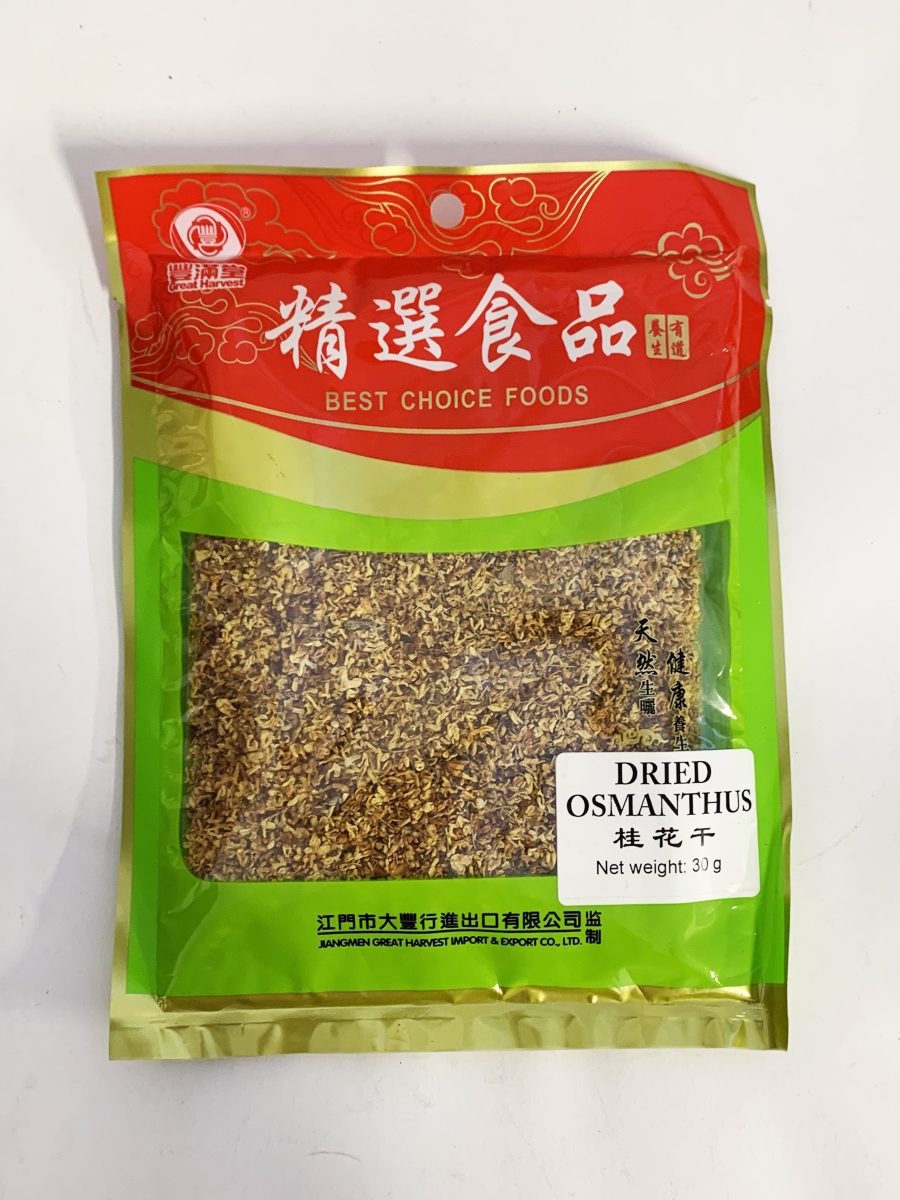 豐
®
豐滿堂
Great Harvest
精選食品
有道
養生
BEST CHOICE FOODS
天然生曬
健康養生
DRIED
OSMANTHUS
桂花干
Net weight: 30 g
江門市大豐行進出口有限公司监制
JIANGMEN GREAT HARVEST IMPORT & EXPORT CO., LTD.